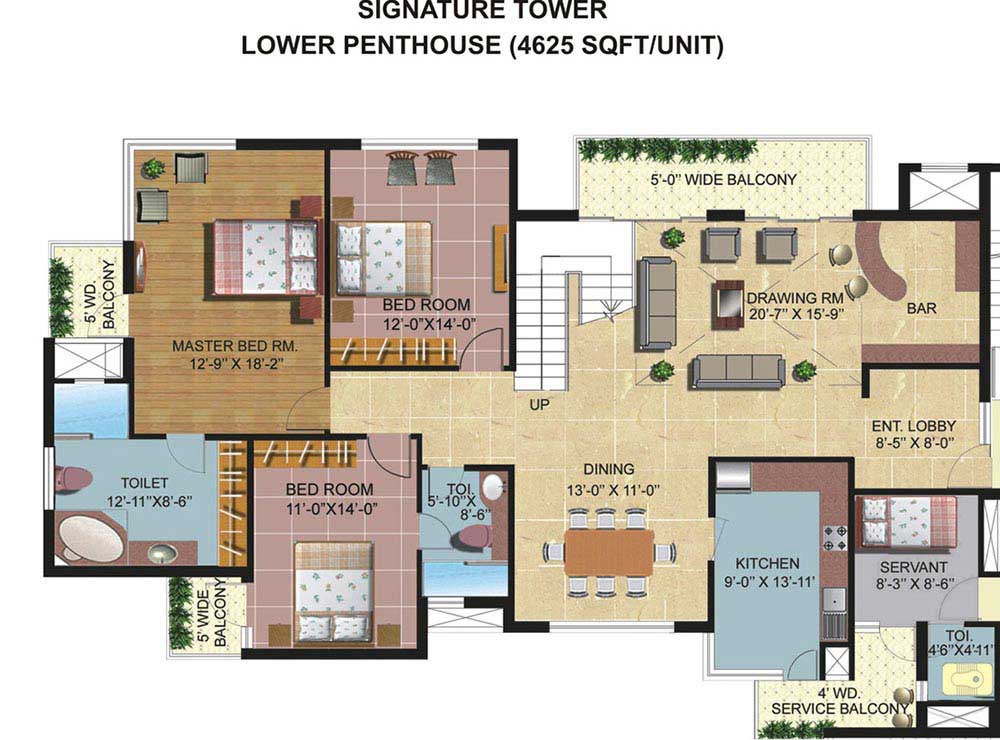 SIGNATURE TOWER
LOWER PENTHOUSE (4625 SQFT/UNIT)
5'-0" WIDE BALCONY
5' WD.
BALCONY
MASTER BED RM.
12'-9" X 18'-2"
BED ROOM
12'-0"X14'-0"
DRAWING RM
20'-7" X 15'-9"
BAR
UP
ENT. LOBBY
8'-5" X 8'-0"
TOILET
12'-11"X8'-6"
BED ROOM
11'-0"X14'-0"
TOI.
5'-10"X
8'-6"
DINING
13'-0" X 11'-0"
KITCHEN
9'-0" X 13'-11'
SERVANT
8'-3" X 8'-6"
5' WIDE
BALCONY
TOI.
4'6"X4'11"
4' WD.
SERVICE BALCONY